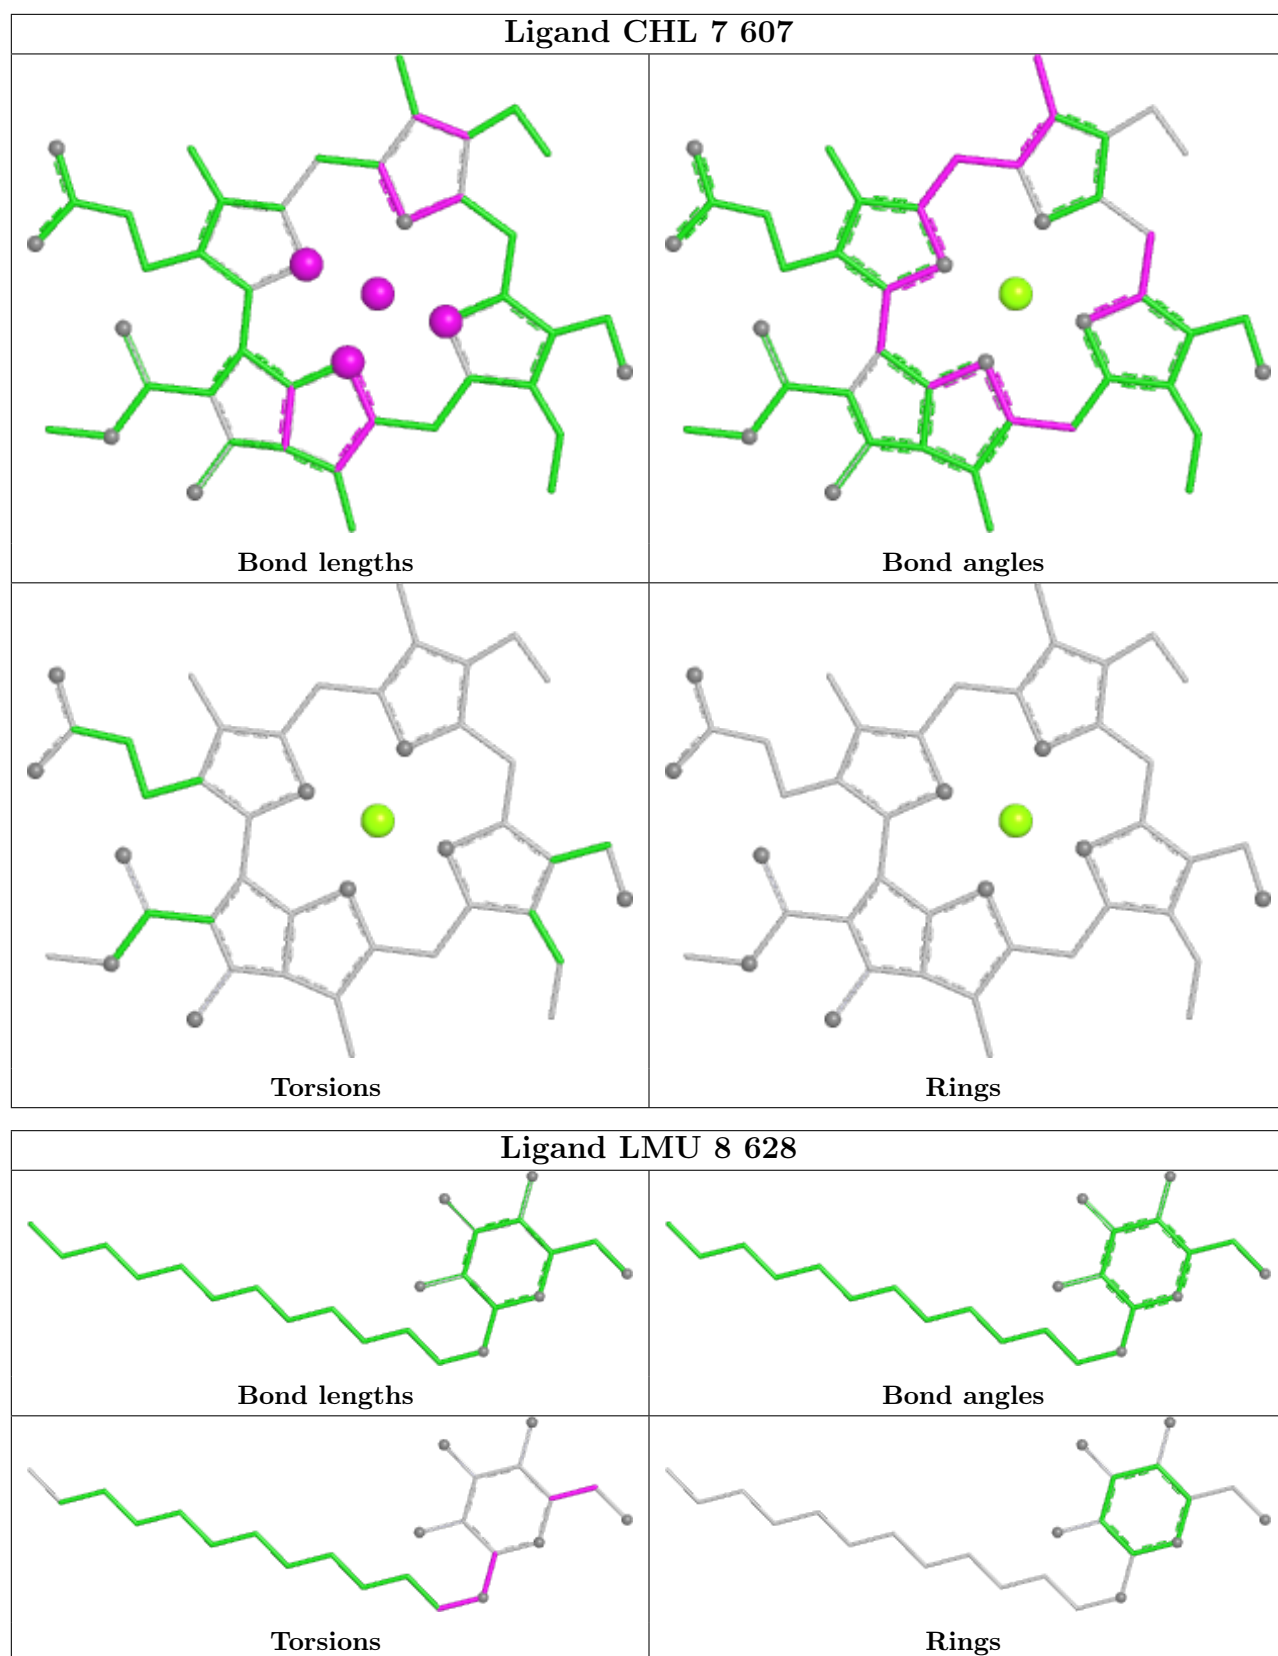 Ligand CHL 7 607
Bond lengths
Bond angles
Torsions
Rings
Ligand LMU 8 628
Bond lengths
Bond angles
Torsions
Rings